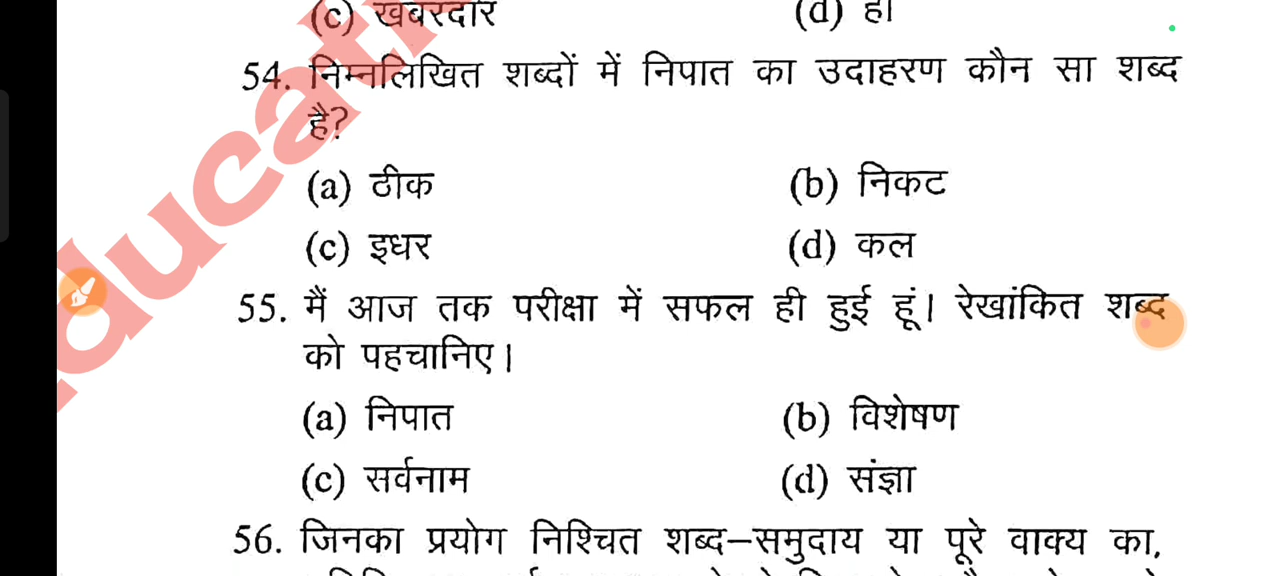 (c) खबरदार (d) हाँ
54. निम्नलिखित शब्दों में निपात का उदाहरण कौन सा शब्द
है?
(a) ठीक (b) निकट
(c) इधर (d) कल
55. मैं आज तक परीक्षा में सफल ही हुई हूं। रेखांकित शब्द
को पहचानिए।
(a) निपात (b) विशेषण
(c) सर्वनाम (d) संज्ञा
56. जिनका प्रयोग निश्चित शब्द–समुदाय या पूरे वाक्य का,
ducati